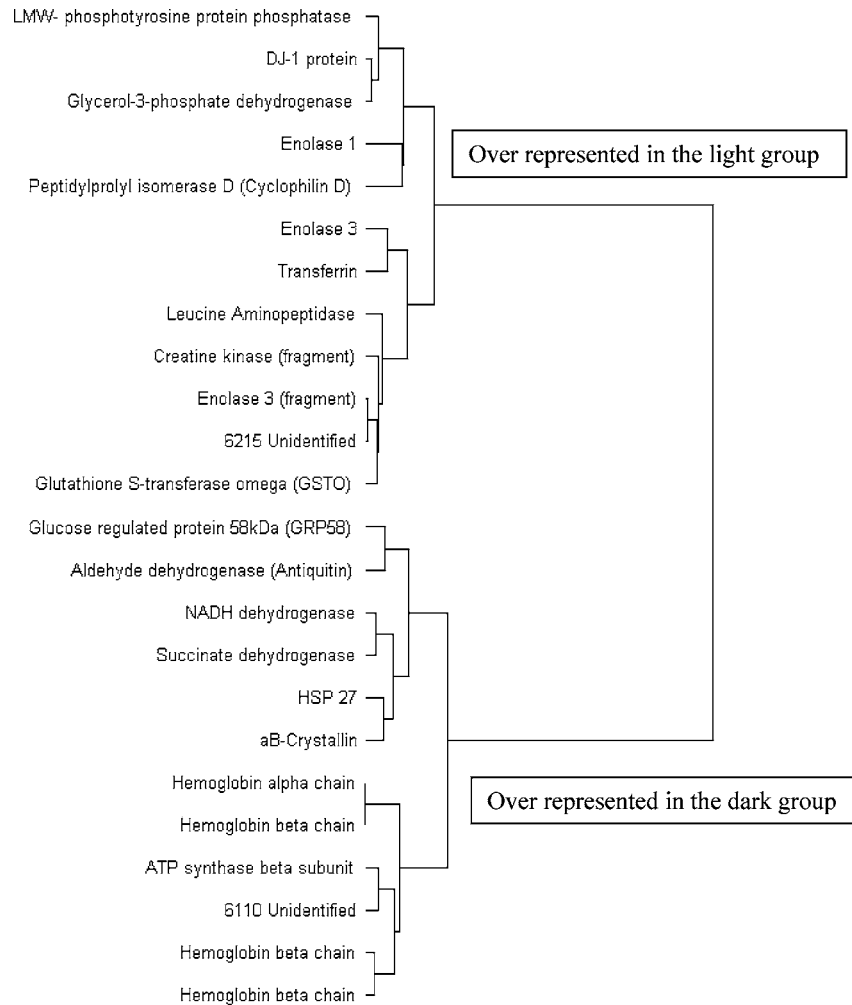 LMW- phosphotyrosine protein phosphatase
DJ-1 protein
Glycerol-3-phosphate dehydrogenase
Enolase 1
Over represented in the light group
Peptidylprolyl isomerase D (Cyclophilin D)
Enolase 3
Transferrin
Leucine Aminopeptidase
Creatine kinase (fragment)
Enolase 3 (fragment)
6215 Unidentified
Glutathione S-transferase omega (GSTO)
Glucose regulated protein 58kDa (GRP58)
Aldehyde dehydrogenase (Antiquitin)
NADH dehydrogenase
Succinate dehydrogenase
HSP 27
aB-Crystallin
Hemoglobin alpha chain
Over represented in the dark group
Hemoglobin beta chain
ATP synthase beta subunit
6110 Unidentified
Hemoglobin beta chain
Hemoglobin beta chain